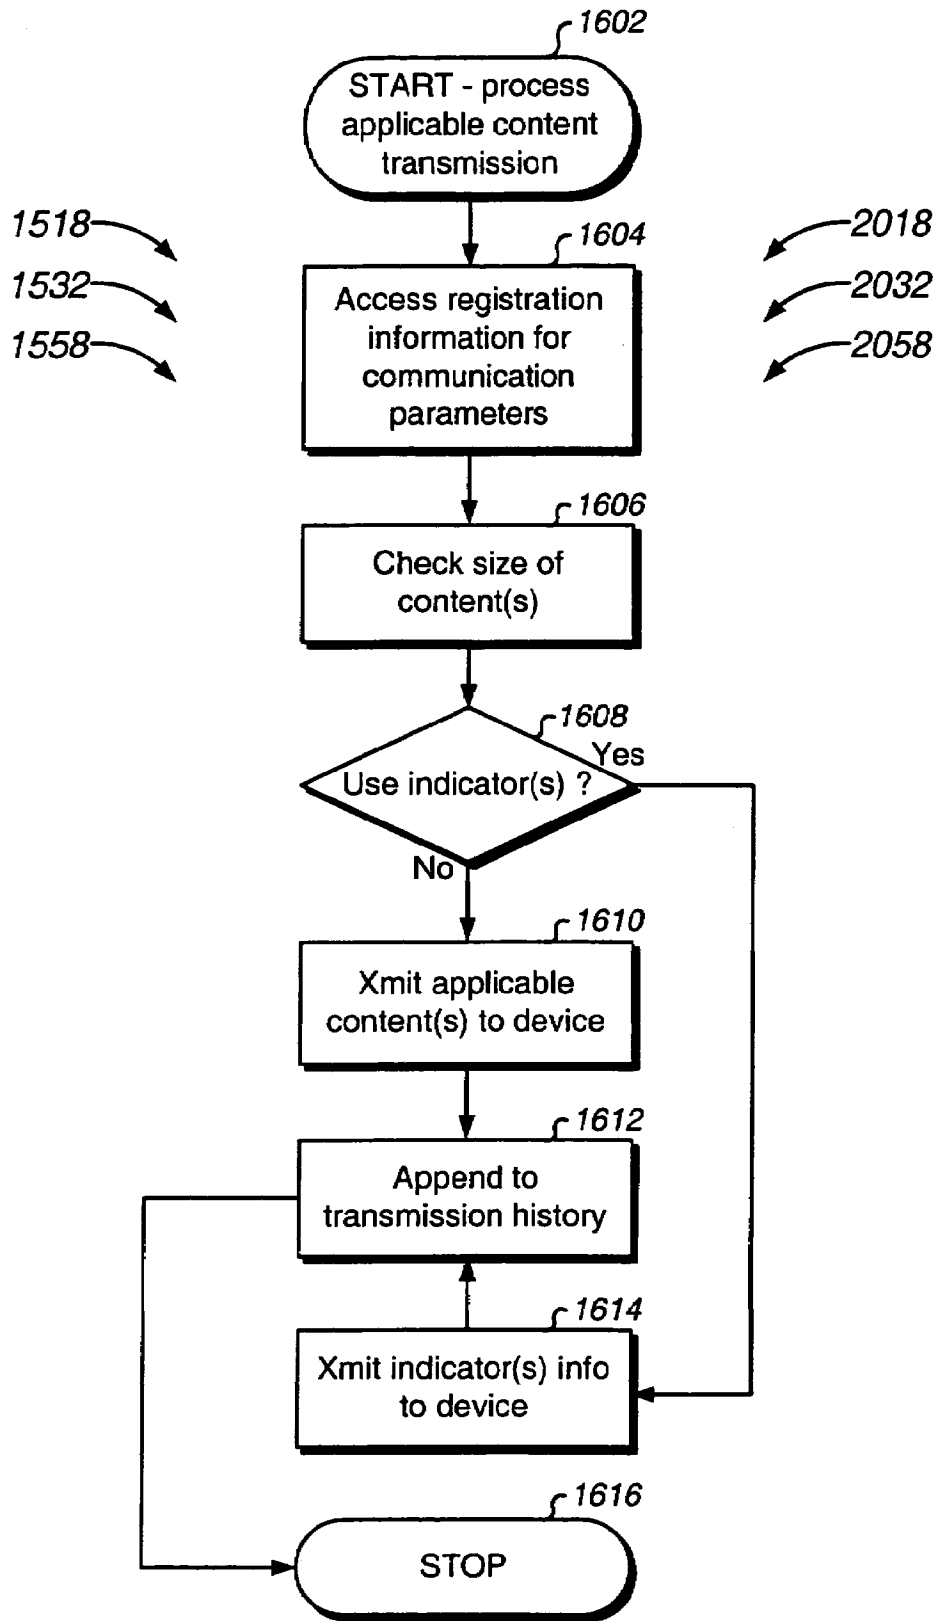 1602
START - process
applicable content
transmission
1518
1532
1558
2018
2032
2058
1604
Access registration
information for
communication
parameters
1606
Check size of
content(s)
1608
Use indicator(s) ?
Yes
No
1610
Xmit applicable
content(s) to device
1612
Append to
transmission history
1614
Xmit indicator(s) info
to device
1616
STOP